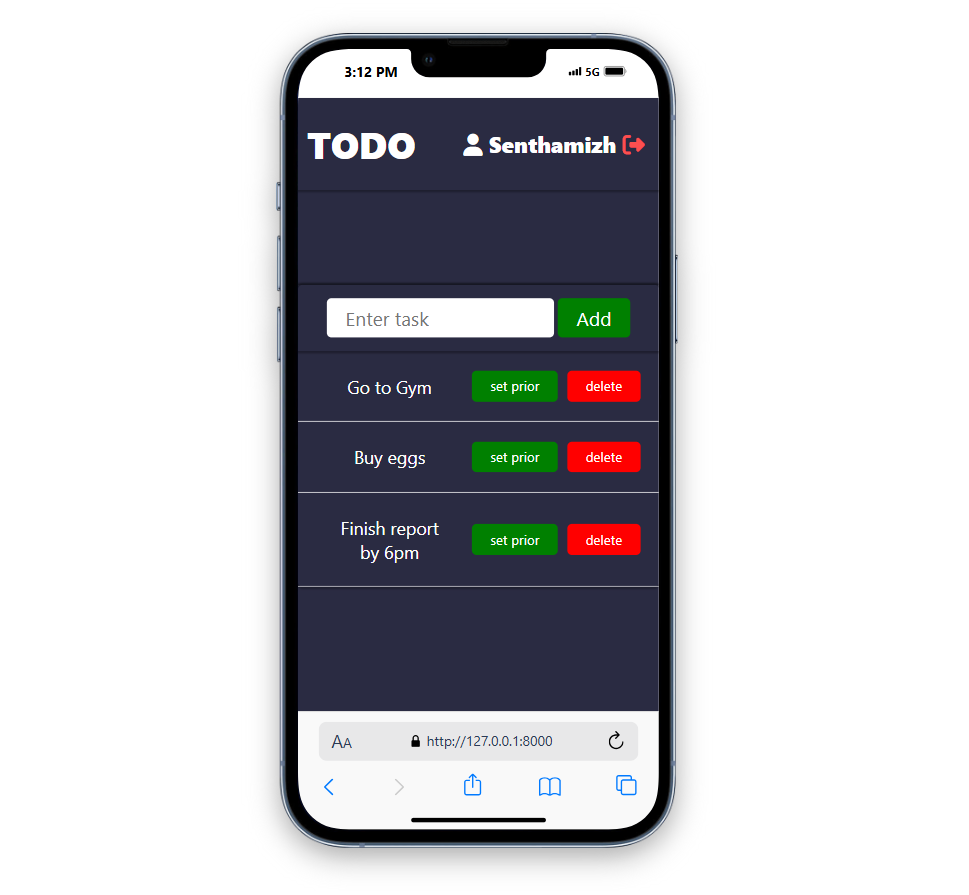 3:12 PM 5G
TODO Senthamizh
Enter task Add
Go to Gym set prior delete
Buy eggs set prior delete
Finish report
by 6pm set prior delete
AA http://127.0.0.1:8000